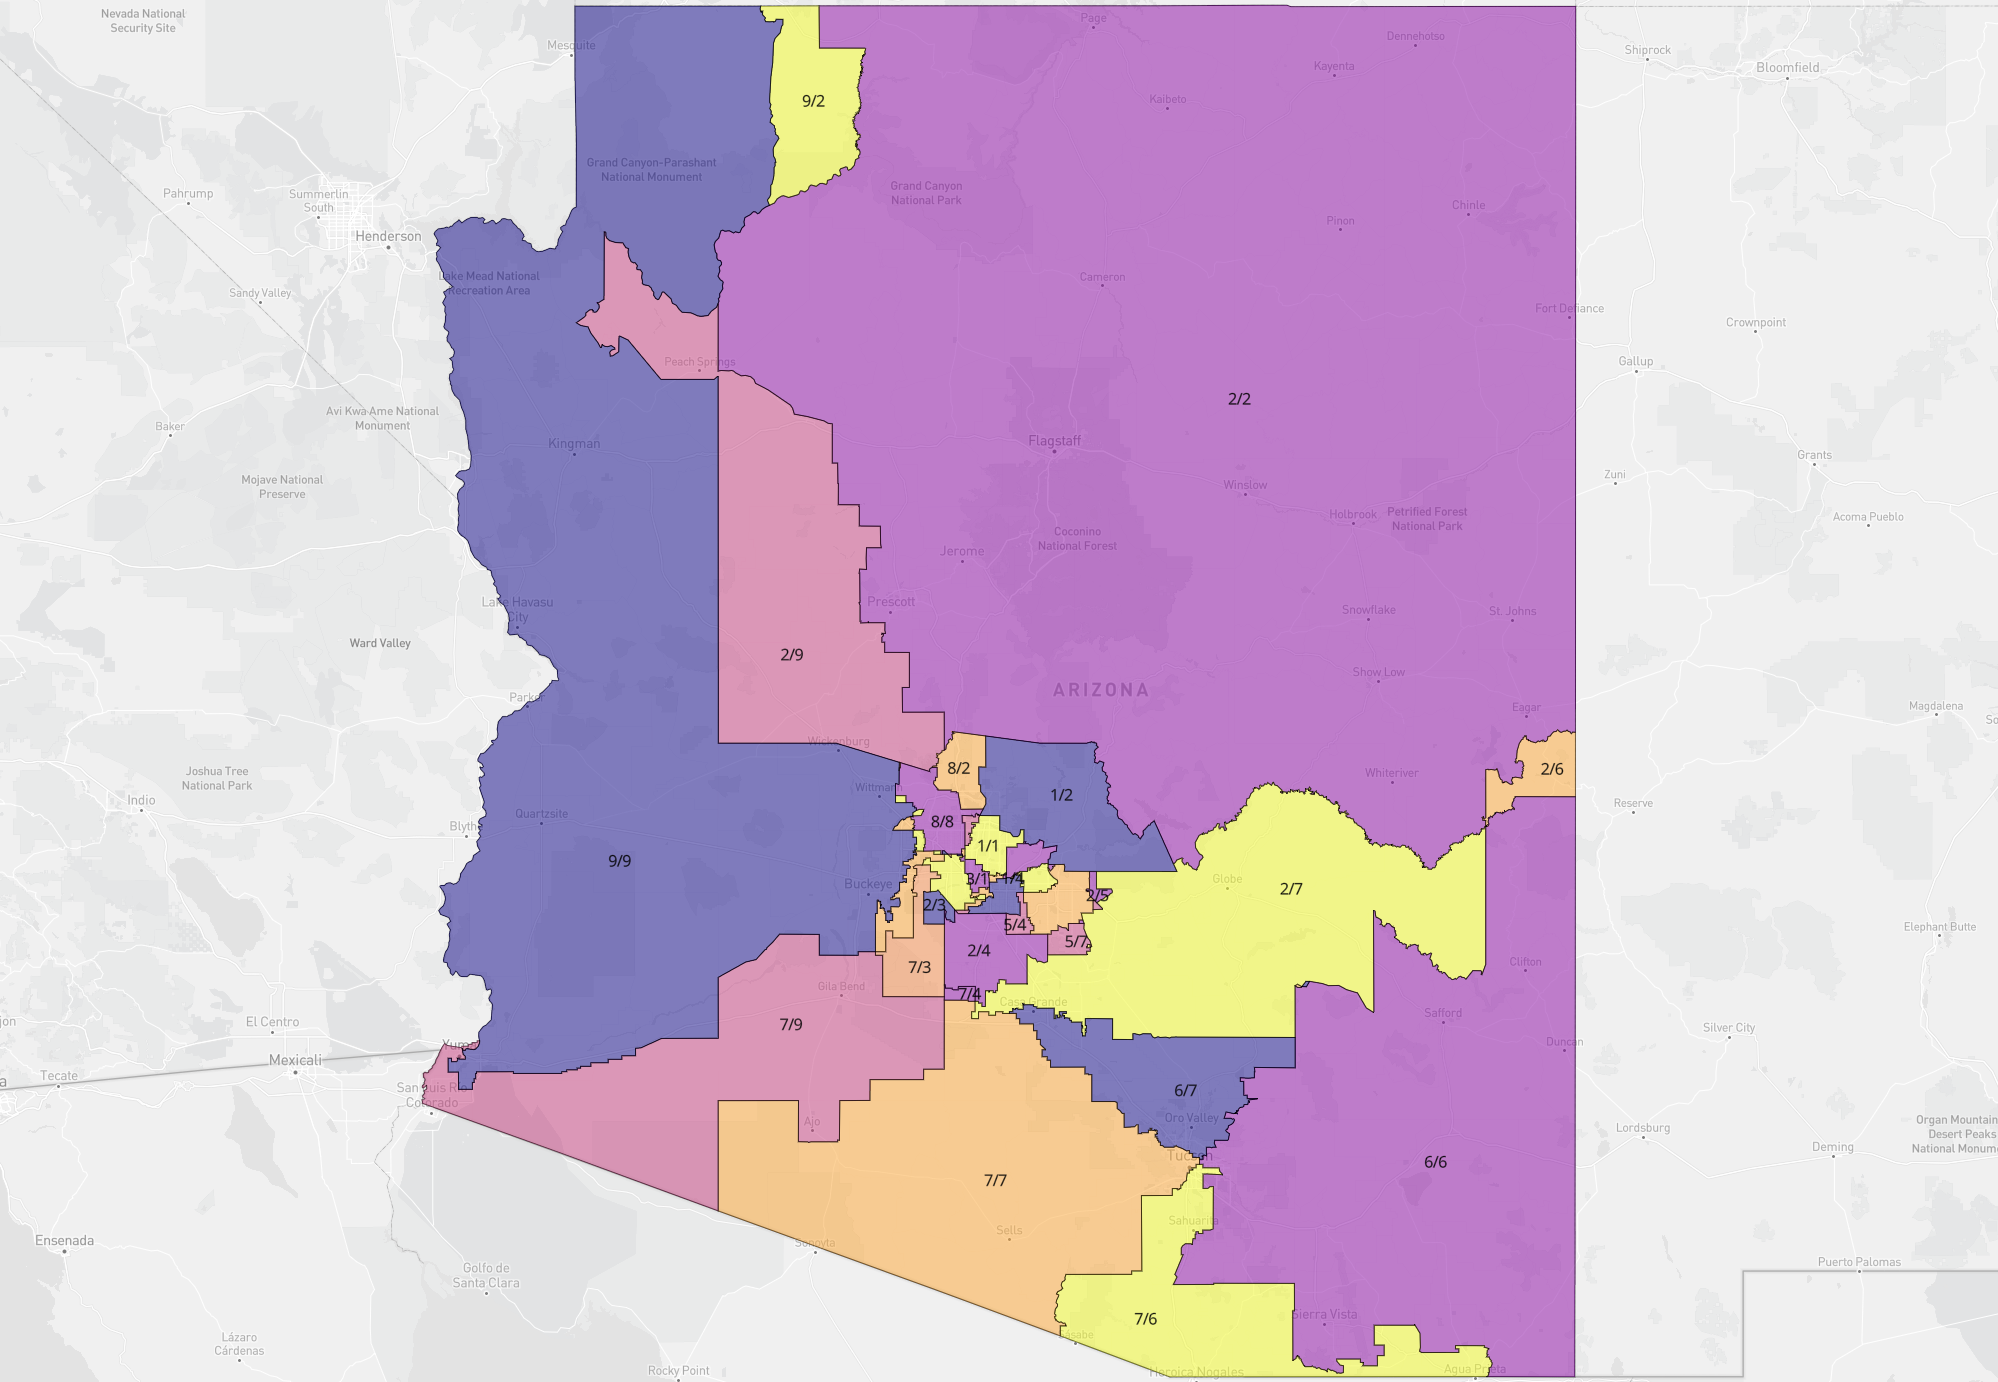 Nevada National
Security Site
Mesquite
Page
Dennehotso
Shiprock
Bloomfield
Kayenta
9/2
Kaibeto
Grand Canyon-Parashant
National Monument
Pahrump
Summerlin
South
Grand Canyon
National Park
Chinle
Pinon
Henderson
Lake Mead National
Recreation Area
Sandy Valley
Cameron
Fort Defiance
Crownpoint
Peach Springs
Gallup
2/2
Avi Kwa Ame National
Monument
Baker
Kingman
Flagstaff
Grants
Mojave National
Preserve
Winslow
Zuni
Holbrook
Petrified Forest
National Park
Acoma Pueblo
Coconino
National Forest
Jerome
Lake Havasu
City
Prescott
Snowflake
St. Johns
Ward Valley
2/9
Show Low
ARIZONA
Parke
Eagar
Magdalena
So
Wickenburg
8/2
2/6
Joshua Tree
National Park
Whiteriver
Wittmann
1/2
Indio
Reserve
Quartzsite
8/8
Blythe
1/1
9/9
3/1
1/4
Globe
Buckeye
2/7
2/5
2/3
5/4
Elephant Butte
5/7
2/4
7/3
Clifton
Gila Bend
7/4
Casa Grande
jon
El Centro
7/9
Safford
Silver City
Yuma
Duncan
Mexicali
Tecate
a
San Luis Rio
Colorado
6/7
Ajo
Oro Valley
Lordsburg
Organ Mountain
Desert Peaks
National Monume
Deming
Tucson
6/6
7/7
Sahuarita
Sells
Ensenada
Sonoyta
Puerto Palomas
Golfo de
Santa Clara
7/6
Sierra Vista
Lázaro
Cárdenas
Sásabe
Rocky Point
Heroica Nogales
Agua Prieta